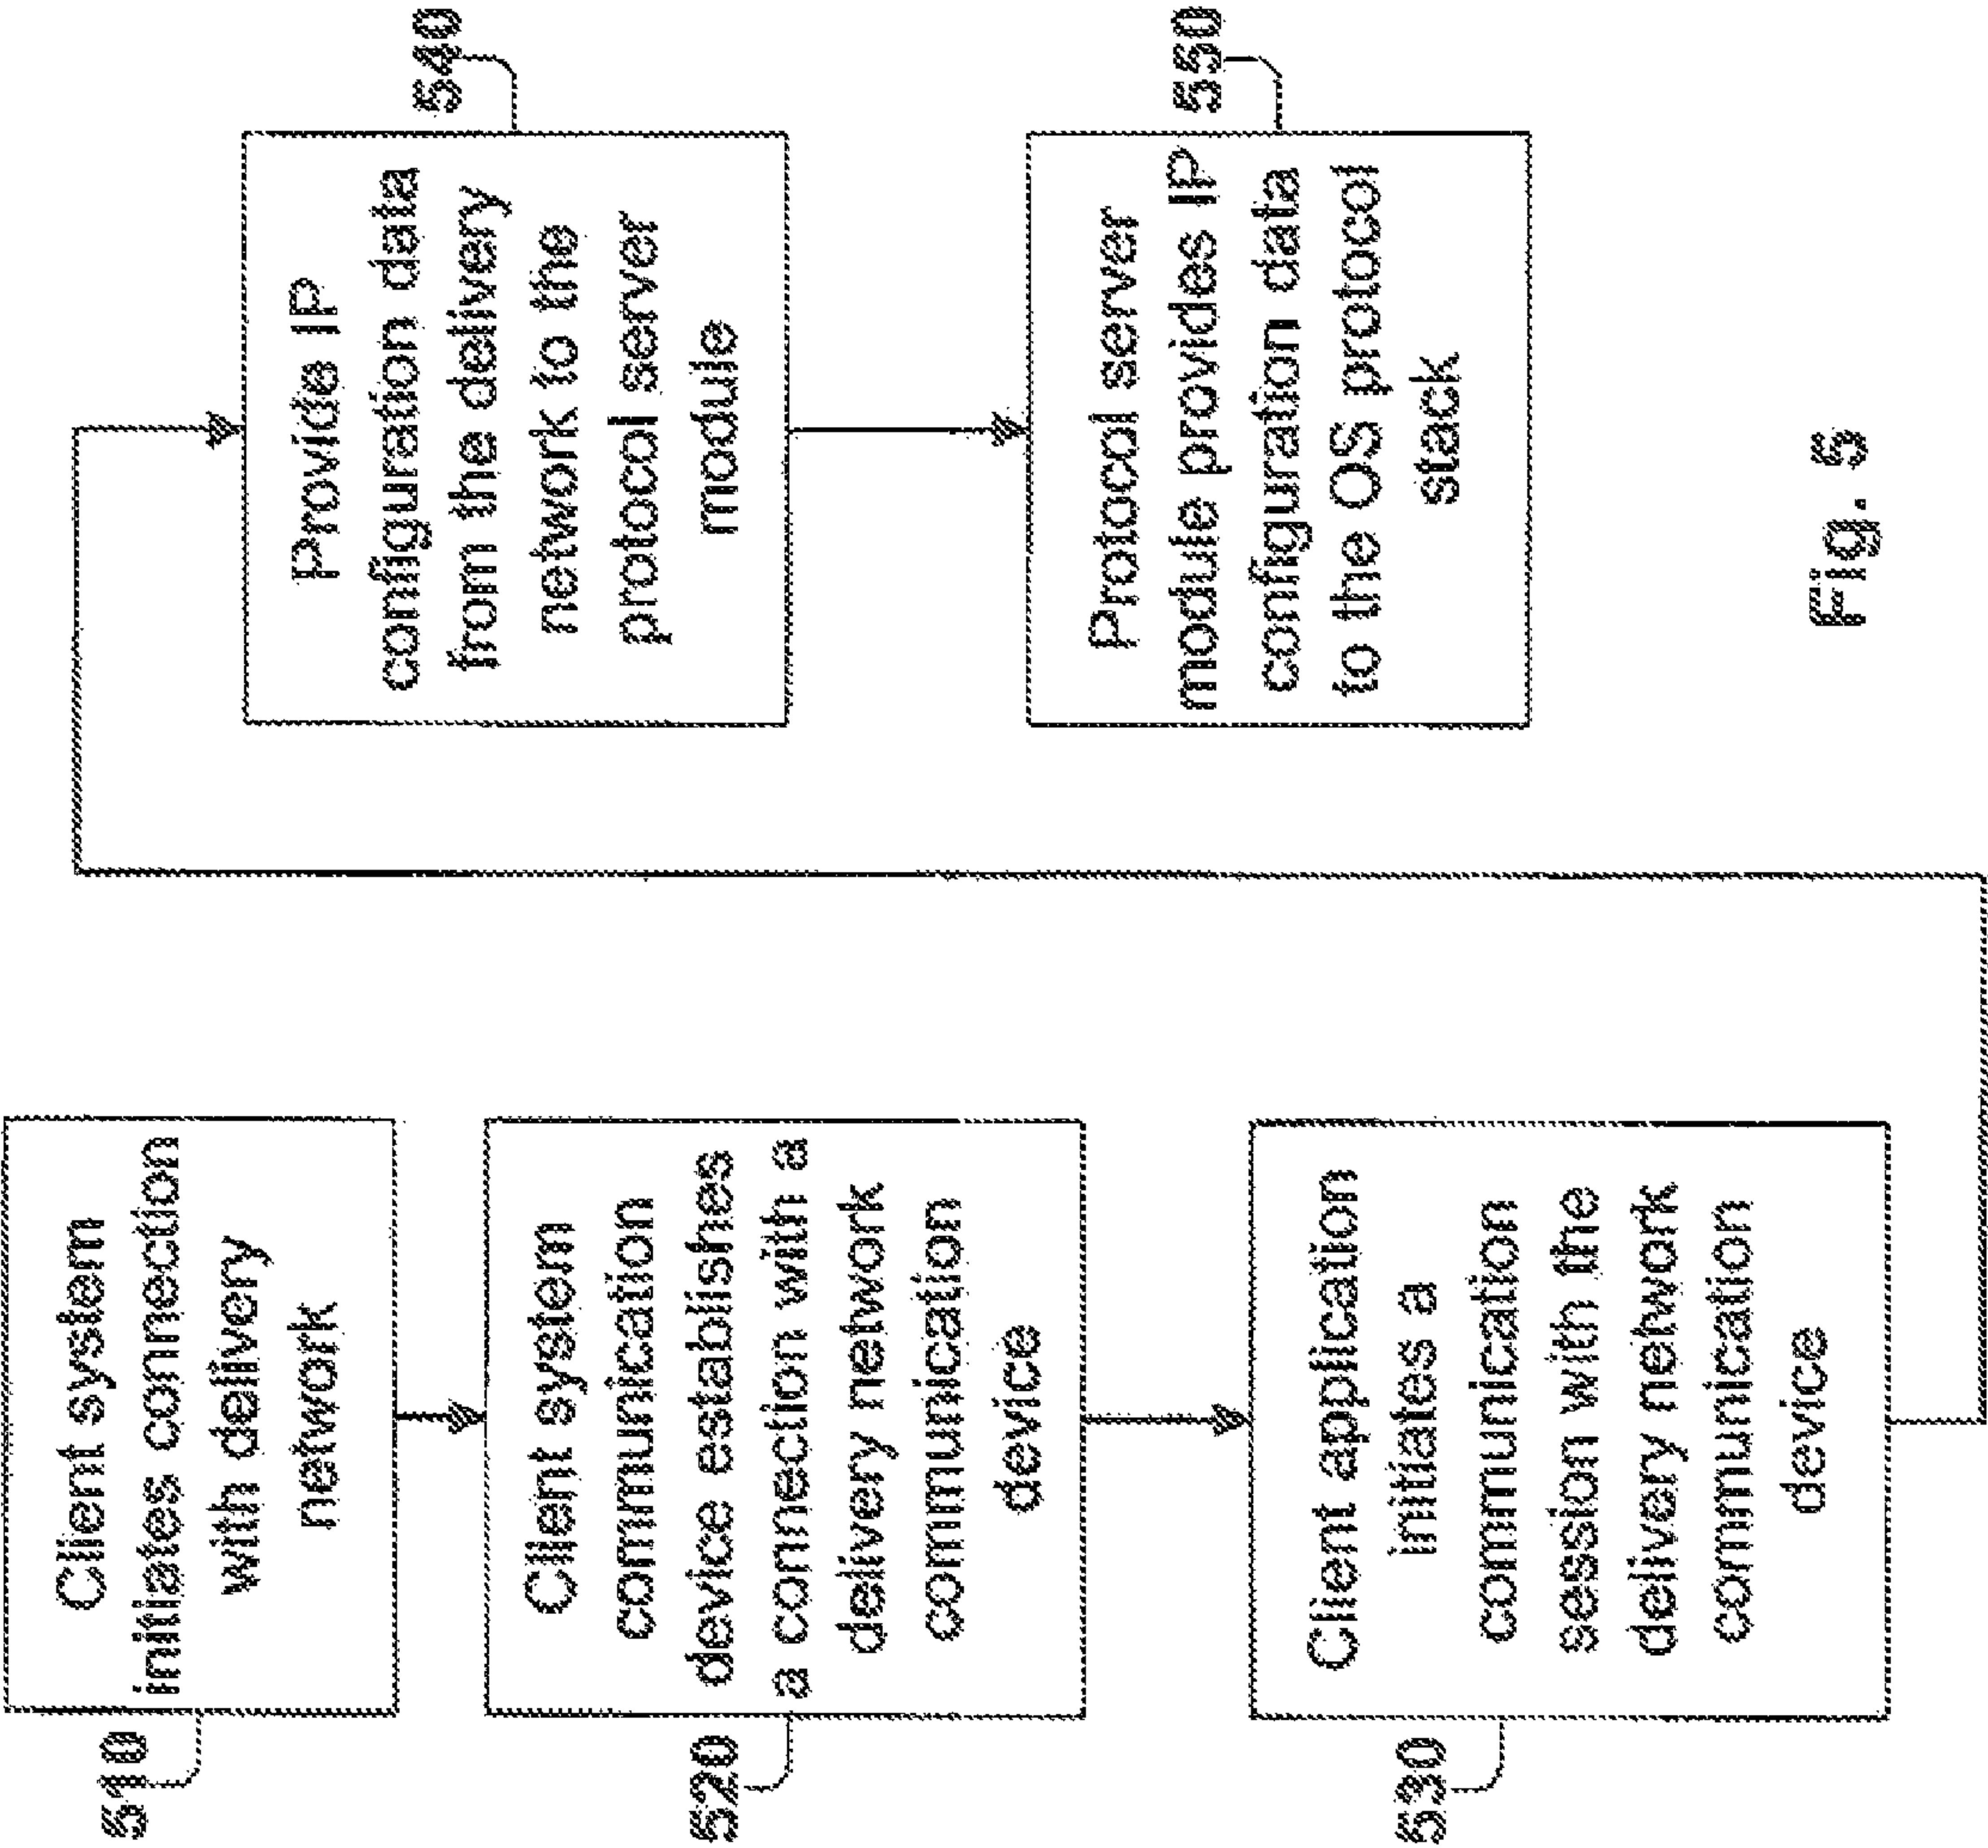 510
Client system
initiates connection
with delivery
network
520
Client system
communication
device establishes
a connection with a
delivery network
communication
device
530
Client application
initiates a
communication
session with the
delivery network
communication
device
540
Provide IP
configuration data
from the delivery
network to the
protocol server
module
550
Protocol server
module provides IP
configuration data
to the OS protocol
stack
Fig. 5